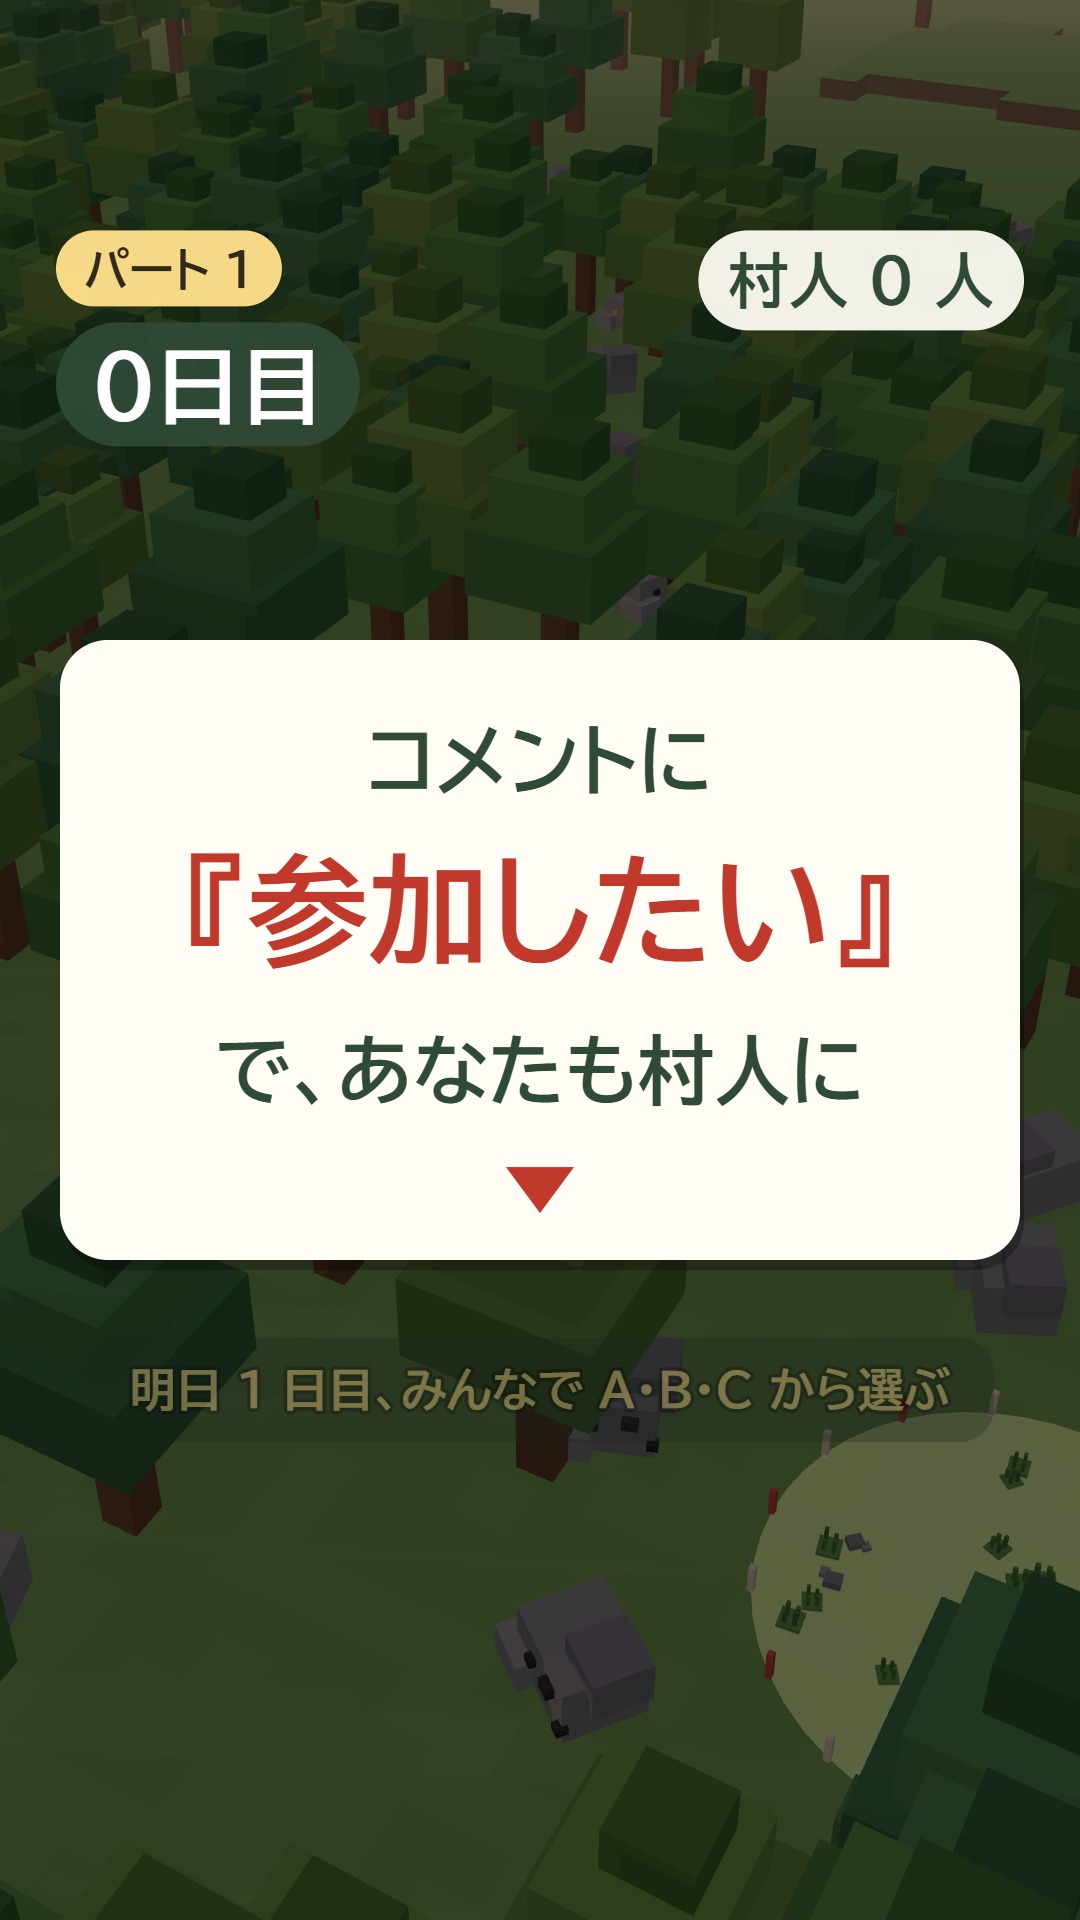 パート 1
村人 0 人
0日目
コメントに
『参加したい』
で、あなたも村人に
明日 1 日目、みんなで A・B・C から選ぶ